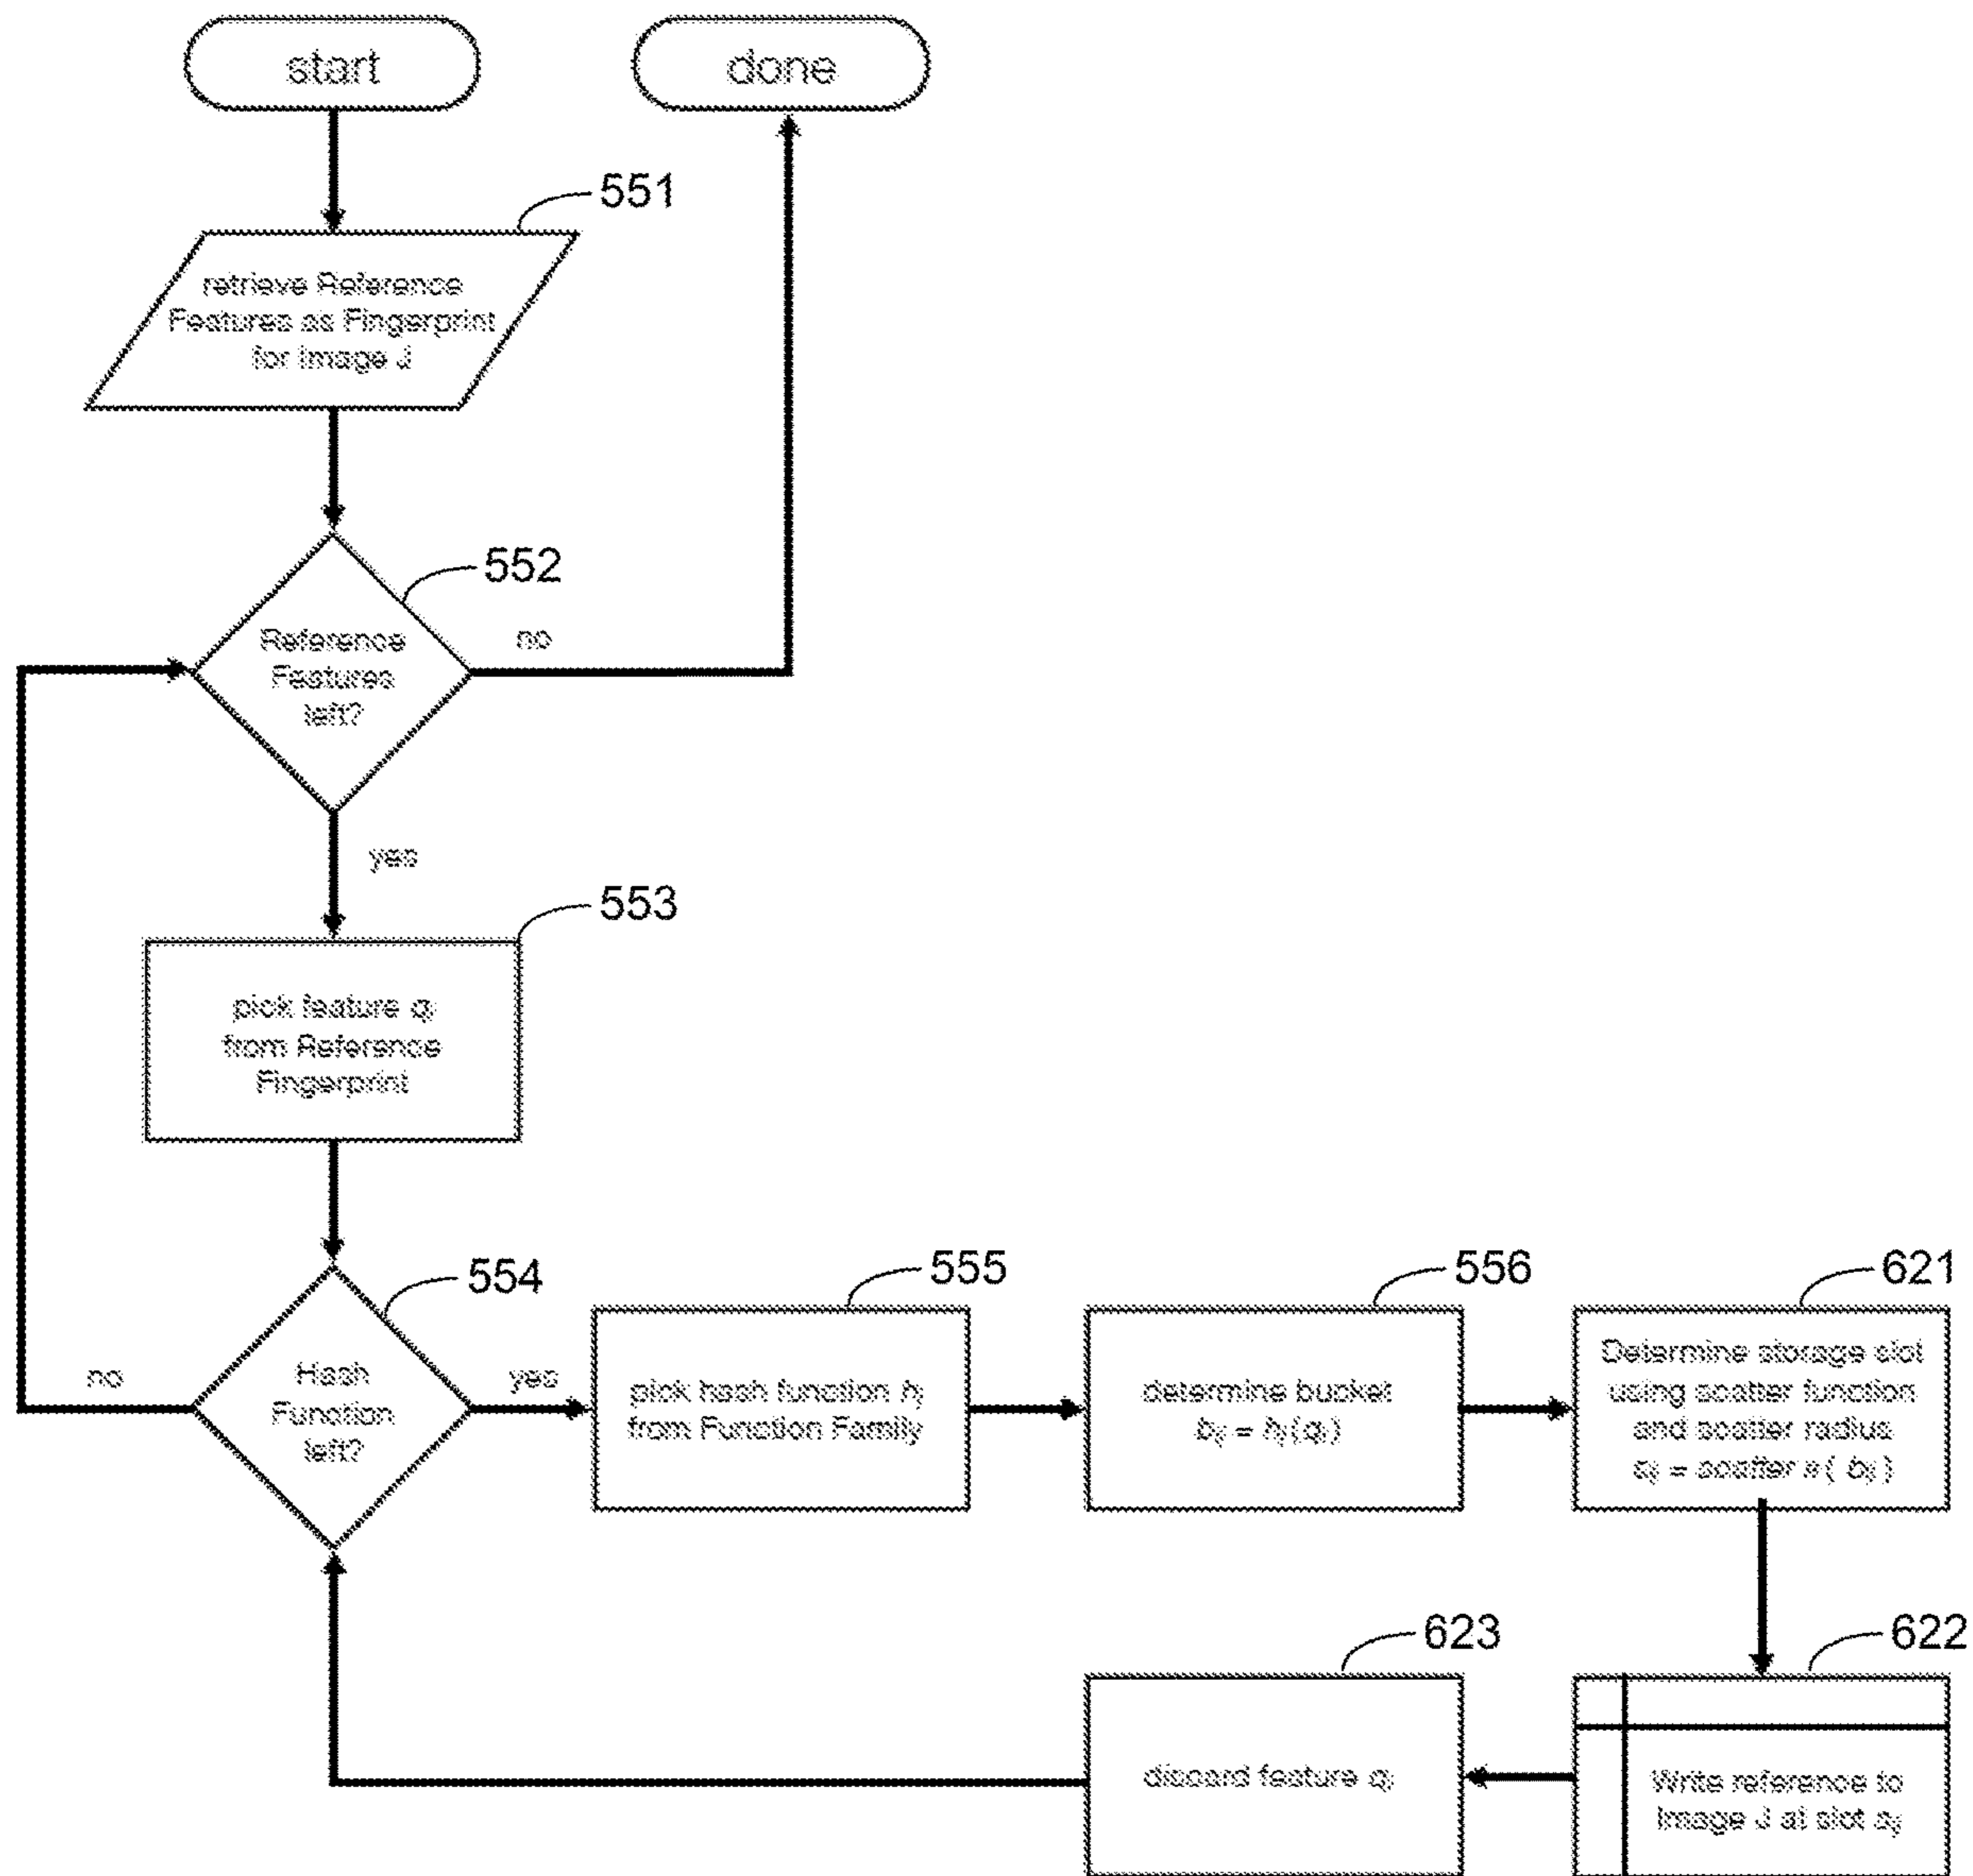 start
done
551
retrieve Reference
Features as Fingerprint
for Image J
552
Reference
Features
left?
no
yes
553
pick feature qi
from Reference
Fingerprint
554
Hash
Function
left?
no
yes
555
pick hash function hj
from Function Family
556
determine bucket
bij = hj(qi)
621
Determine storage slot
using scatter function
and scatter radius
= scatter ( bij )
622
Write reference to
Image J at slot
623
discard feature qi